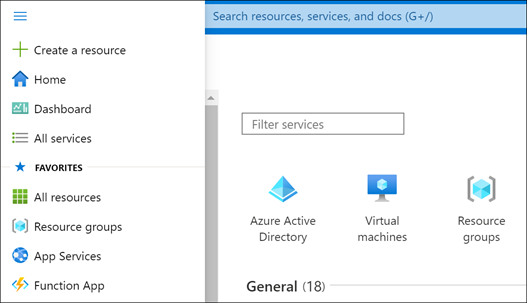 Search resources, services, and docs (G+/)
Create a resource
Home
Dashboard
All services
FAVORITES
All resources
Resource groups
App Services
Function App
Filter services
Azure Active
Directory
Virtual
machines
Resource
groups
General (18)